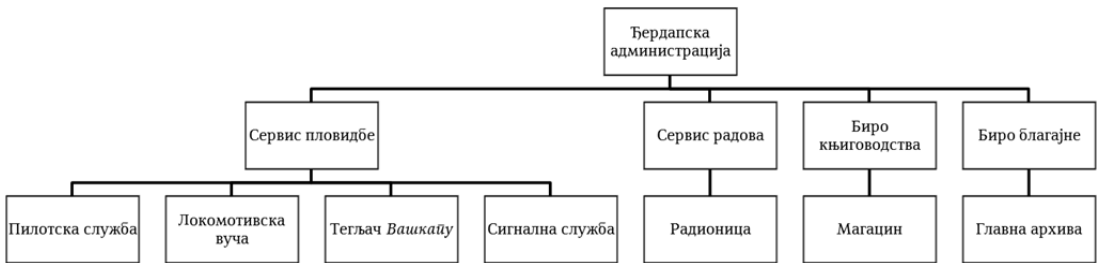 Ђердапска
администрација
Сервис пловидбе
Сервис радова
Биро
књиговодства
Биро благајне
Пилотска служба
Локомотивска
вуча
Тегљач Вашкапу
Сигнална служба
Радионица
Магацин
Главна архива